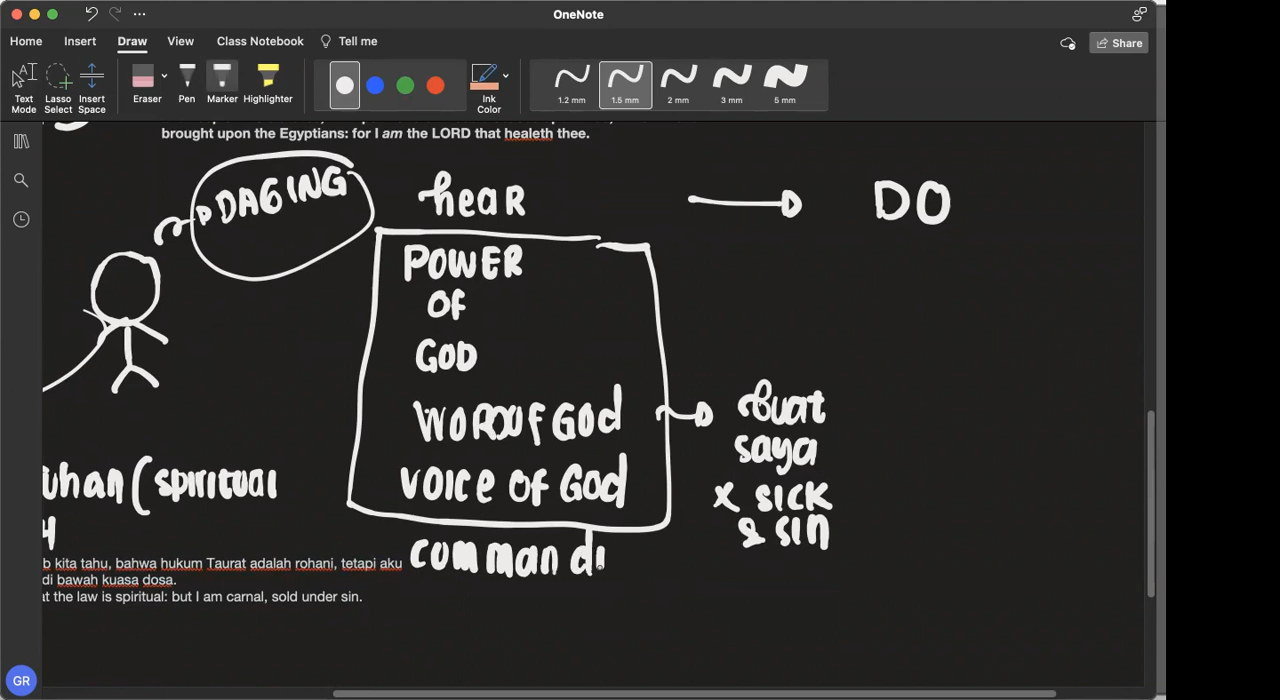 OneNote
Home Insert Draw View Class Notebook Tell me
Share
Text Mode
Lasso Select
Insert Space
Eraser
Pen
Marker
Highlighter
Ink Color
1.2 mm
1.5 mm
2 mm
3 mm
5 mm
brought upon the Egyptians: for I am the LORD that healeth thee.
DAGING
hear
DO
POWER
OF
GOD
WORD OF GOD
VOICE OF GOD
buat
saya
x SICK
& SIN
uhan (spiritual
command
b kita tahu, bahwa hukum Taurat adalah rohani, tetapi aku
di bawah kuasa dosa.
at the law is spiritual: but I am carnal, sold under sin.
GR